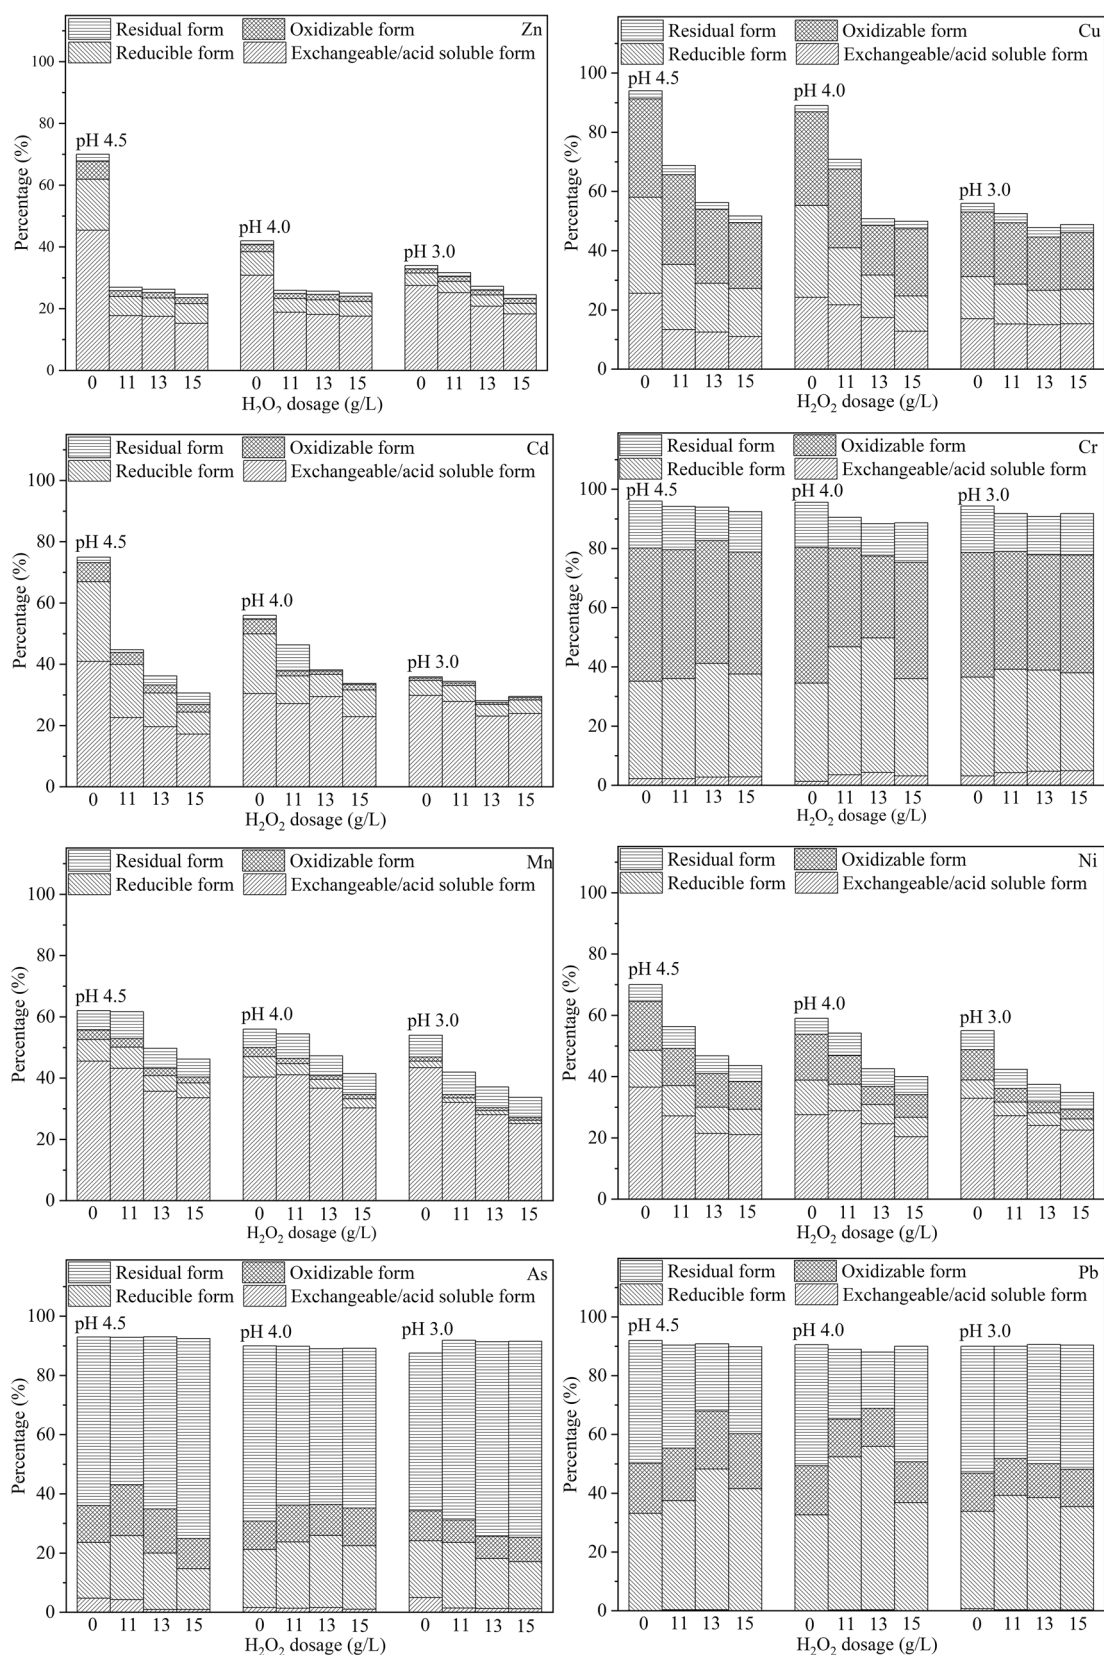 Residual form Oxidizable form Zn
Reducible form Exchangeable/acid soluble form
100
80
60
40
20
0
Percentage (%)
pH 4.5
pH 4.0
pH 3.0
0 11 13 15 0 11 13 15 0 11 13 15
H₂O₂ dosage (g/L)
Residual form Oxidizable form Cu
Reducible form Exchangeable/acid soluble form
100
80
60
40
20
0
Percentage (%)
pH 4.5
pH 4.0
pH 3.0
0 11 13 15 0 11 13 15 0 11 13 15
H₂O₂ dosage (g/L)
Residual form Oxidizable form Cd
Reducible form Exchangeable/acid soluble form
100
80
60
40
20
0
Percentage (%)
pH 4.5
pH 4.0
pH 3.0
0 11 13 15 0 11 13 15 0 11 13 15
H₂O₂ dosage (g/L)
Residual form Oxidizable form Cr
Reducible form Exchangeable/acid soluble form
100
80
60
40
20
0
Percentage (%)
pH 4.5
pH 4.0
pH 3.0
0 11 13 15 0 11 13 15 0 11 13 15
H₂O₂ dosage (g/L)
Residual form Oxidizable form Mn
Reducible form Exchangeable/acid soluble form
100
80
60
40
20
0
Percentage (%)
pH 4.5
pH 4.0
pH 3.0
0 11 13 15 0 11 13 15 0 11 13 15
H₂O₂ dosage (g/L)
Residual form Oxidizable form Ni
Reducible form Exchangeable/acid soluble form
100
80
60
40
20
0
Percentage (%)
pH 4.5
pH 4.0
pH 3.0
0 11 13 15 0 11 13 15 0 11 13 15
H₂O₂ dosage (g/L)
Residual form Oxidizable form As
Reducible form Exchangeable/acid soluble form
100
80
60
40
20
0
Percentage (%)
pH 4.5
pH 4.0
pH 3.0
0 11 13 15 0 11 13 15 0 11 13 15
H₂O₂ dosage (g/L)
Residual form Oxidizable form Pb
Reducible form Exchangeable/acid soluble form
100
80
60
40
20
0
Percentage (%)
pH 4.5
pH 4.0
pH 3.0
0 11 13 15 0 11 13 15 0 11 13 15
H₂O₂ dosage (g/L)